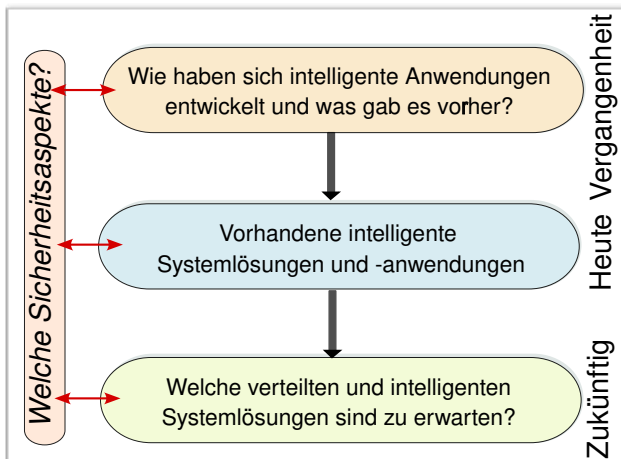 Welche Sicherheitsaspekte?
Wie haben sich intelligente Anwendungen
entwickelt und was gab es vorher?
Vergangenheit
Vorhandene intelligente
Systemlösungen und -anwendungen
Heute
Welche verteilten und intelligenten
Systemlösungen sind zu erwarten?
Zukünftig